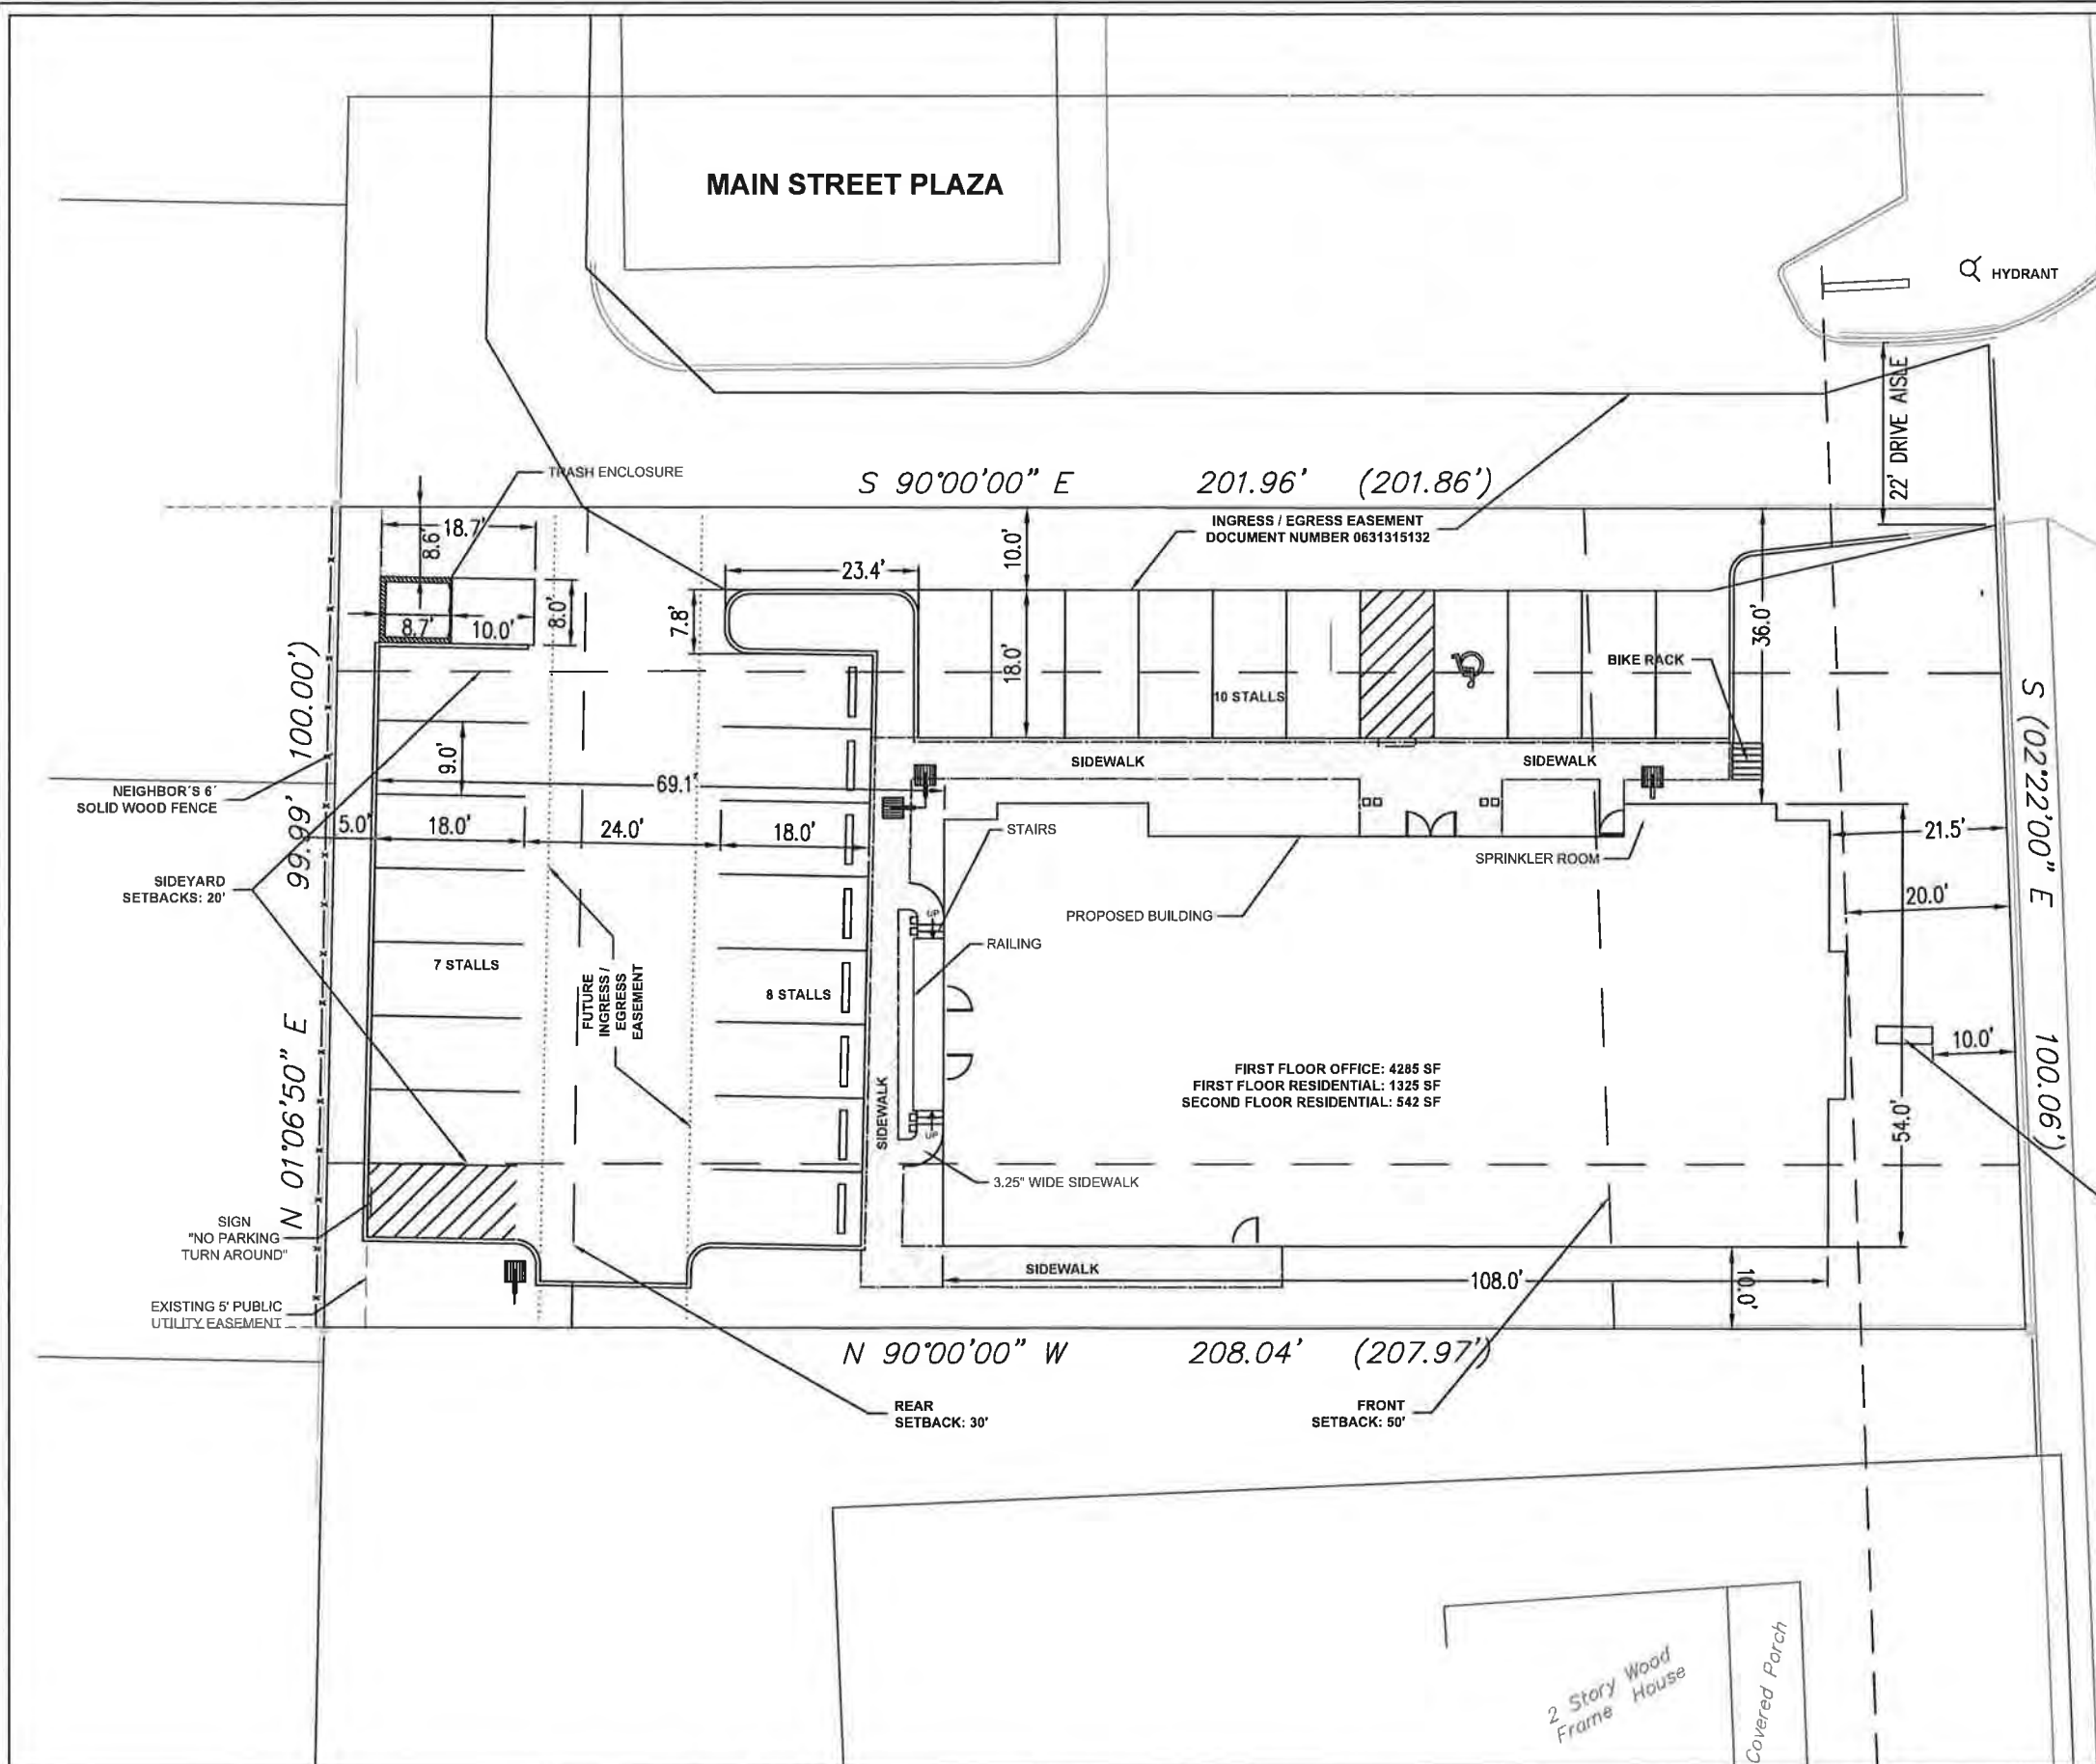 MAIN STREET PLAZA
HYDRANT
22' DRIVE AISLE
TRASH ENCLOSURE
S 90°00'00" E 201.96' (201.86')
INGRESS / EGRESS EASEMENT
DOCUMENT NUMBER 0631315132
18.7'
8.6'
10.0'
23.4'
8.7'
10.0'
8.0'
7.8'
18.0'
36.0'
BIKE RACK
10 STALLS
SIDEWALK
SIDEWALK
N 01°06'50" E 99.99' 100.00')
S (02°22'00" E 100.06')
9.0'
69.1'
NEIGHBOR'S 6'
SOLID WOOD FENCE
5.0'
18.0'
24.0'
18.0'
STAIRS
21.5'
SPRINKLER ROOM
SIDEYARD
SETBACKS: 20'
20.0'
UP
PROPOSED BUILDING
RAILING
7 STALLS
8 STALLS
FUTURE
INGRESS /
EGRESS
EASEMENT
10.0'
FIRST FLOOR OFFICE: 4285 SF
FIRST FLOOR RESIDENTIAL: 1325 SF
SECOND FLOOR RESIDENTIAL: 542 SF
54.0'
SIDEWALK
UP
3.25" WIDE SIDEWALK
SIGN
"NO PARKING
TURN AROUND"
SIDEWALK
108.0'
10.0'
EXISTING 5' PUBLIC
UTILITY EASEMENT
N 90°00'00" W 208.04' (207.97')
REAR
SETBACK: 30'
FRONT
SETBACK: 50'
2 Story Wood
Frame House
Covered Porch